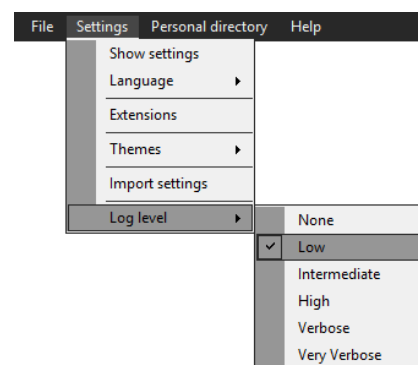 File Settings Personal directory Help
Show settings
Language
Extensions
Themes
Import settings
Log level
None
Low
Intermediate
High
Verbose
Very Verbose